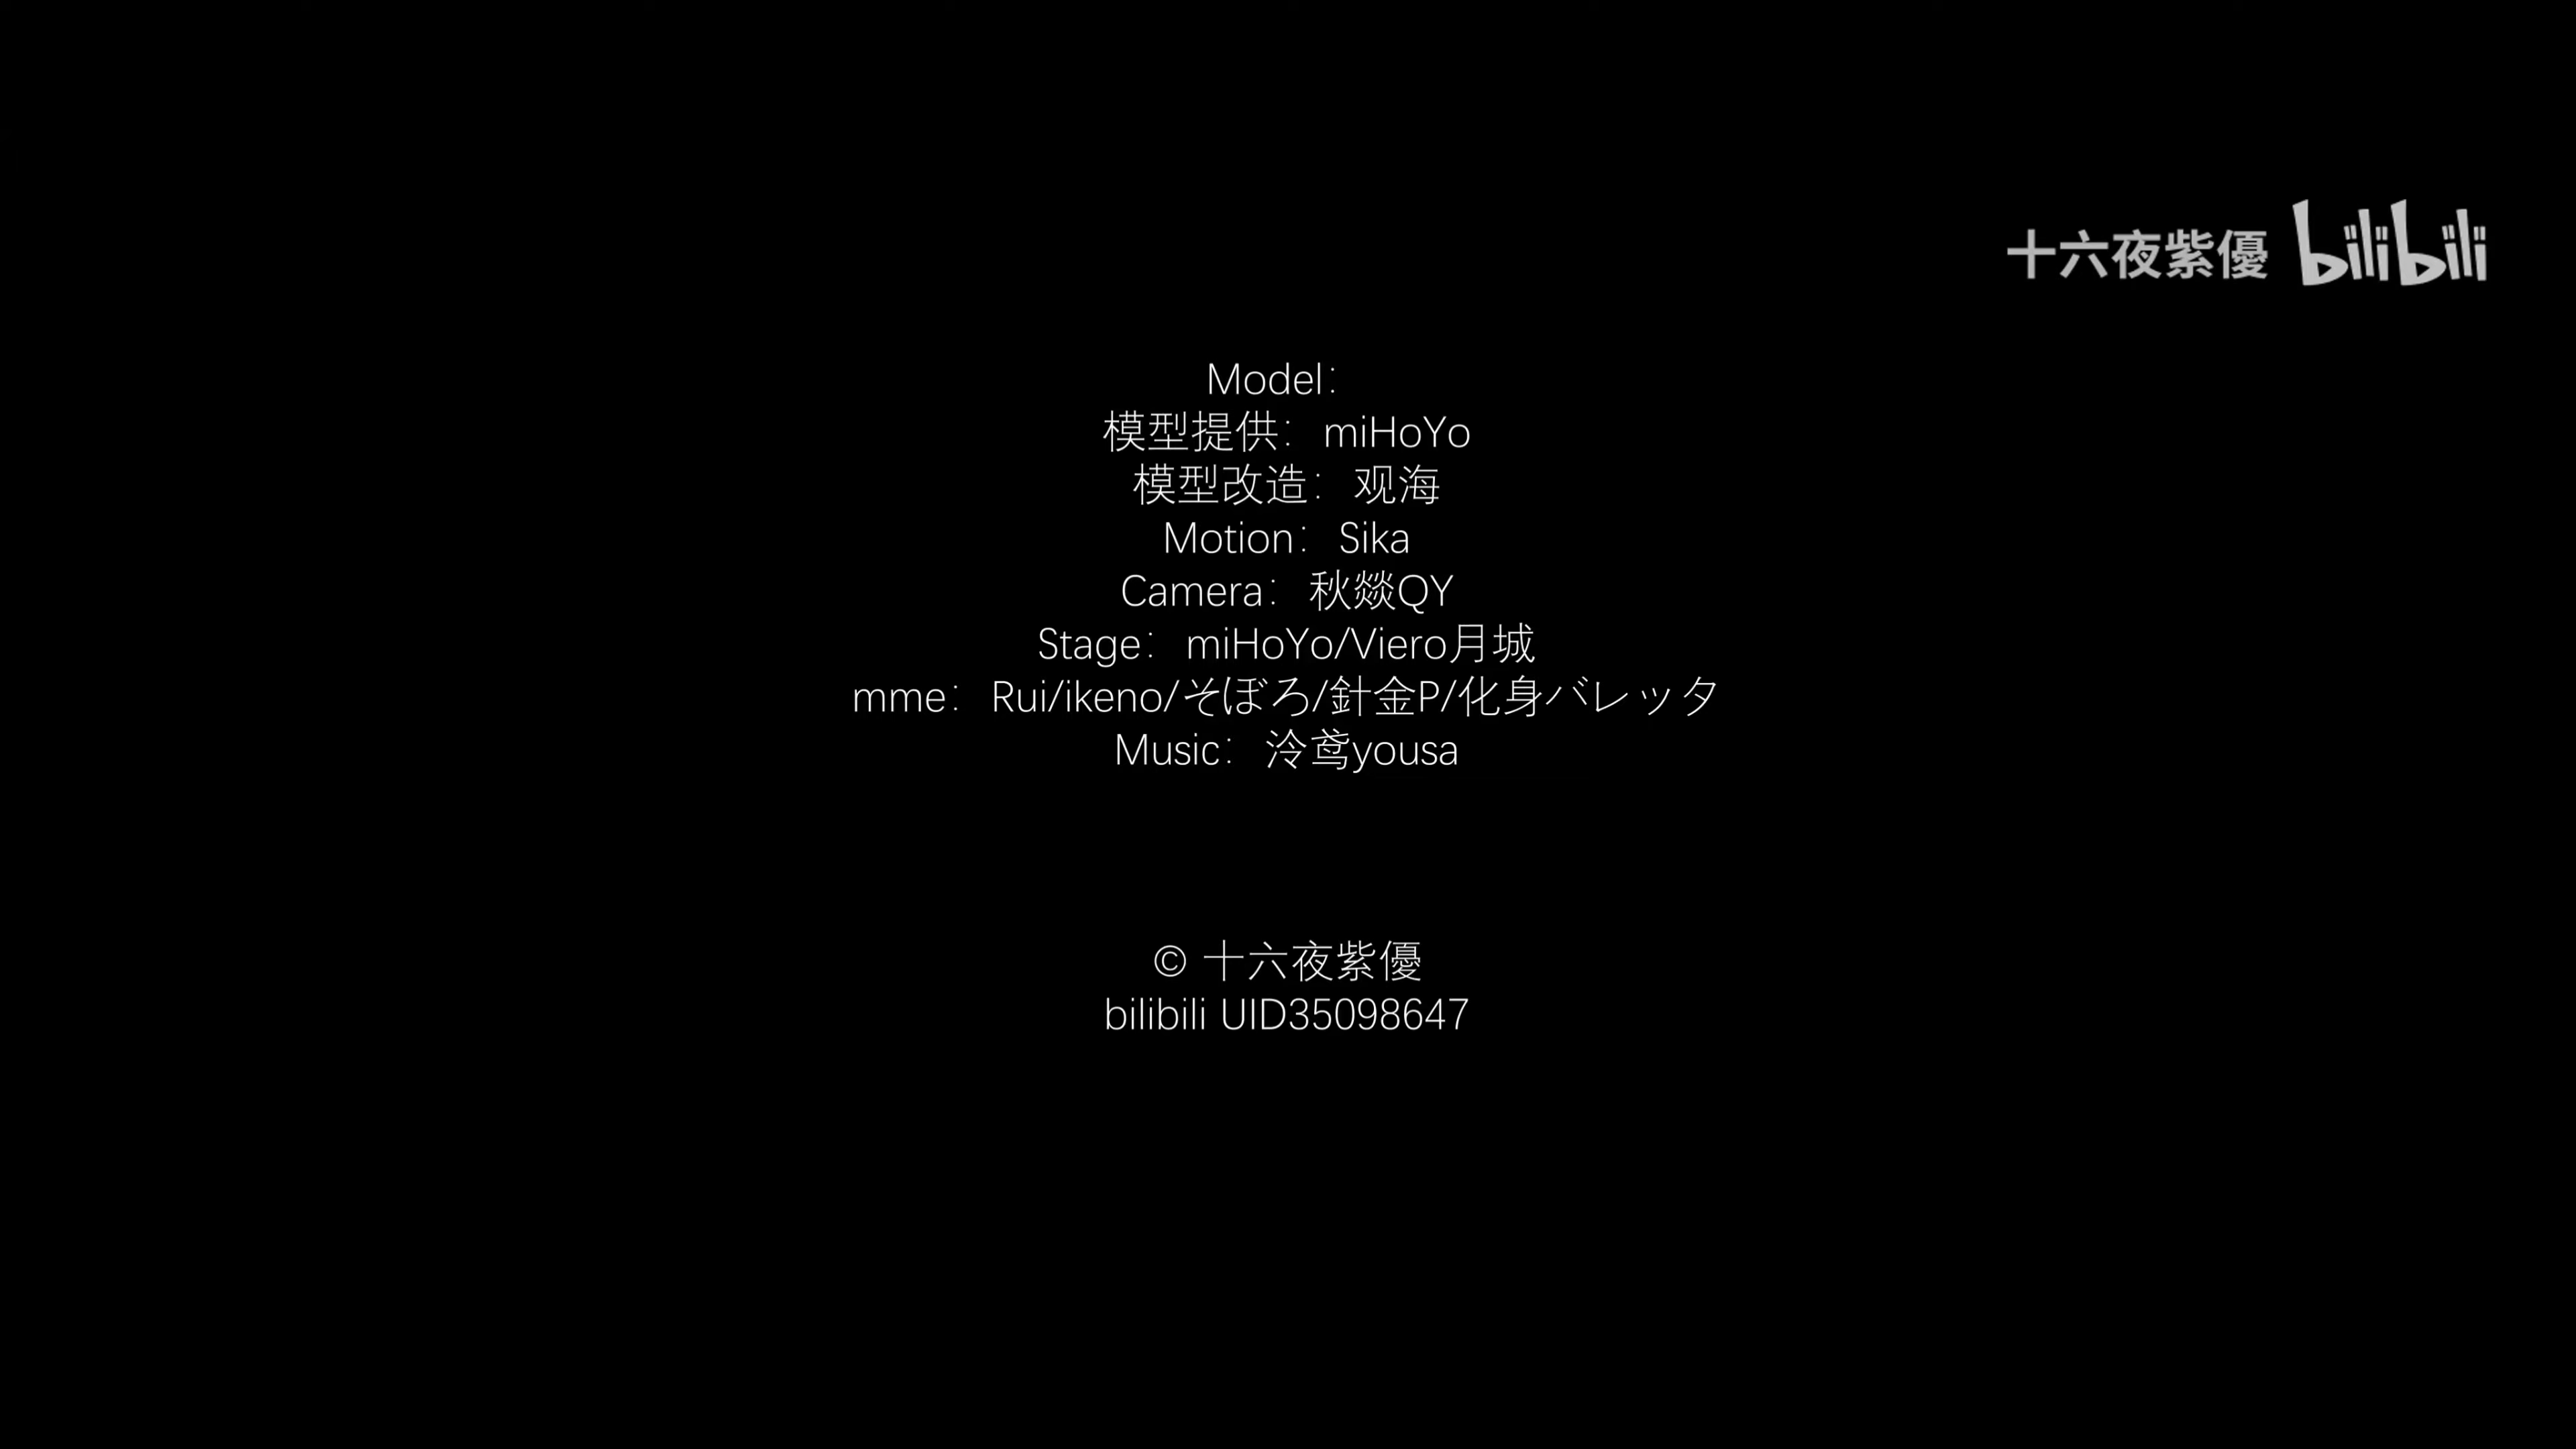 十六夜紫優 bilibili
Model：
模型提供：miHoYo
模型改造：观海
Motion：Sika
Camera：秋燚QY
Stage：miHoYo/Viero月城
mme：Rui/ikeno/そぼろ/針金P/化身バレッタ
Music：泠鸢yousa
© 十六夜紫優
bilibili UID35098647